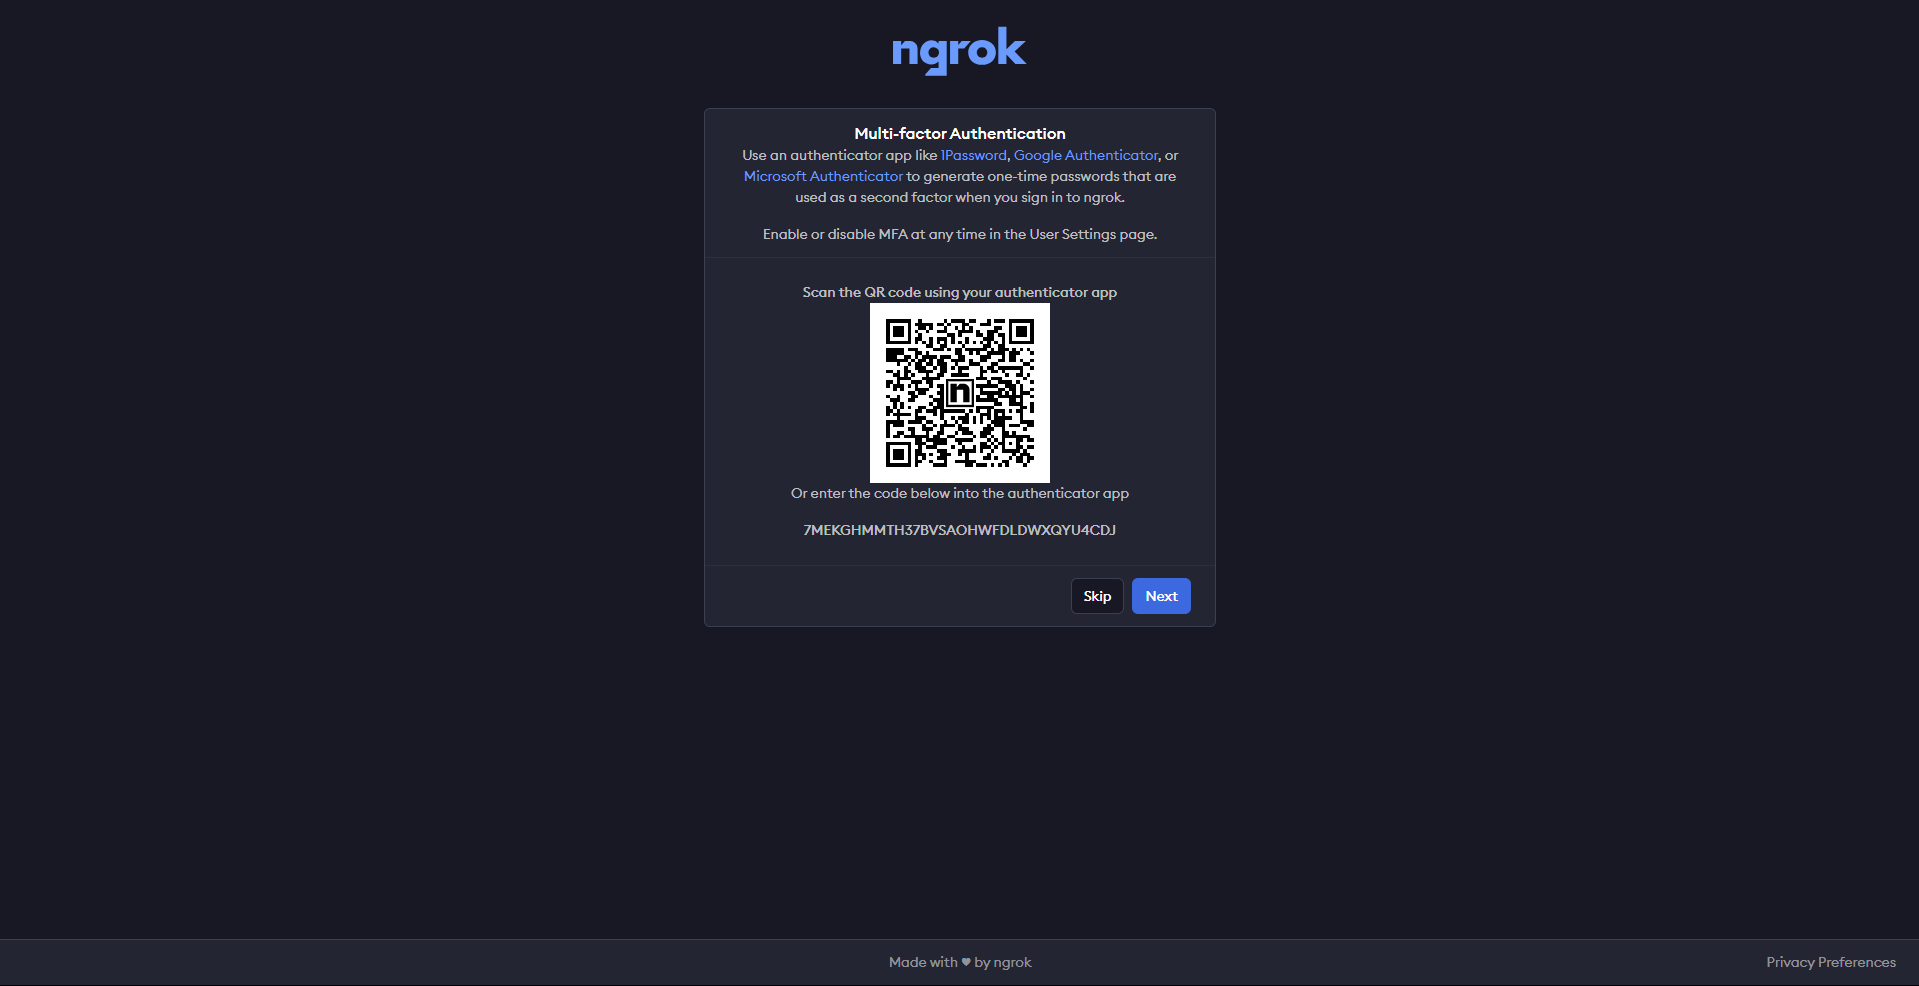 ngrok
Multi-factor Authentication
Use an authenticator app like 1Password, Google Authenticator, or
Microsoft Authenticator to generate one-time passwords that are
used as a second factor when you sign in to ngrok.
Enable or disable MFA at any time in the User Settings page.
Scan the QR code using your authenticator app
n
Or enter the code below into the authenticator app
7MEKGHMMTH37BVSAOHWFDLDWXQYU4CDJ
Skip
Next
Made with ♥ by ngrok
Privacy Preferences